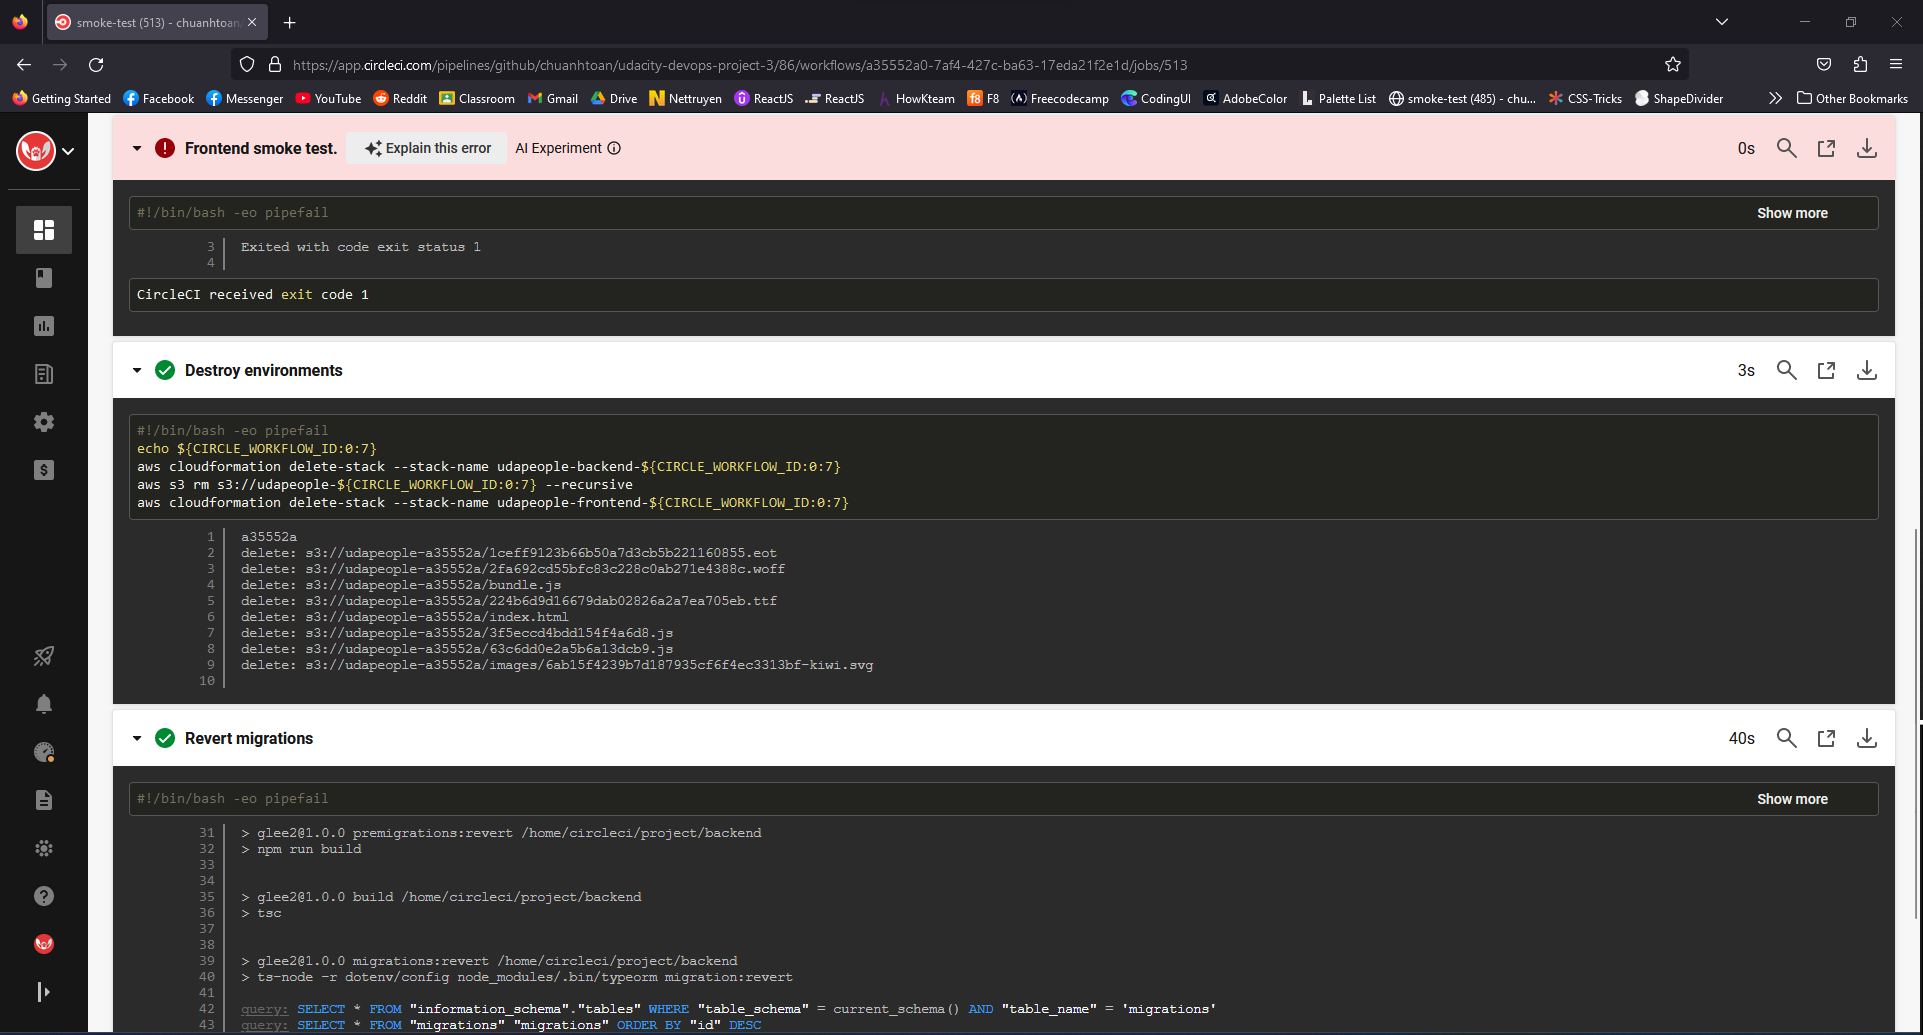 smoke-test (513) - chuanhtoan
https://app.circleci.com/pipelines/github/chuanhtoan/udacity-devops-project-3/86/workflows/a35552a0-7af4-427c-ba63-17eda21f2e1d/jobs/513
Getting Started Facebook Messenger YouTube Reddit Classroom Gmail Drive Nettruyen ReactJS ReactJS HowKteam F8 Freecodecamp CodingUI AdobeColor Palette List smoke-test (485) - chu... CSS-Tricks ShapeDivider Other Bookmarks
Frontend smoke test. Explain this error AI Experiment 0s
#!/bin/bash -eo pipefail Show more
3 Exited with code exit status 1
4
CircleCI received exit code 1
Destroy environments 3s
#!/bin/bash -eo pipefail
echo ${CIRCLE_WORKFLOW_ID:0:7}
aws cloudformation delete-stack --stack-name udapeople-backend-${CIRCLE_WORKFLOW_ID:0:7}
aws s3 rm s3://udapeople-${CIRCLE_WORKFLOW_ID:0:7} --recursive
aws cloudformation delete-stack --stack-name udapeople-frontend-${CIRCLE_WORKFLOW_ID:0:7}
1 a35552a
2 delete: s3://udapeople-a35552a/1ceff9123b66b50a7d3cb5b221160855.eot
3 delete: s3://udapeople-a35552a/2fa692cd55bfc83c228c0ab271e4388c.woff
4 delete: s3://udapeople-a35552a/bundle.js
5 delete: s3://udapeople-a35552a/224b6d9d16679dab02826a2a7ea705eb.ttf
6 delete: s3://udapeople-a35552a/index.html
7 delete: s3://udapeople-a35552a/3f5eccd4bdd154f4a6d8.js
8 delete: s3://udapeople-a35552a/63c6dd0e2a5b6a13dcb9.js
9 delete: s3://udapeople-a35552a/images/6ab15f4239b7d187935cf6f4ec3313bf-kiwi.svg
10
Revert migrations 40s
#!/bin/bash -eo pipefail Show more
31 > glee2@1.0.0 premigrations:revert /home/circleci/project/backend
32 > npm run build
33
34
35 > glee2@1.0.0 build /home/circleci/project/backend
36 > tsc
37
38
39 > glee2@1.0.0 migrations:revert /home/circleci/project/backend
40 > ts-node -r dotenv/config node_modules/.bin/typeorm migration:revert
41
42 query: SELECT * FROM "information_schema"."tables" WHERE "table_schema" = current_schema() AND "table_name" = 'migrations'
43 query: SELECT * FROM "migrations" "migrations" ORDER BY "id" DESC